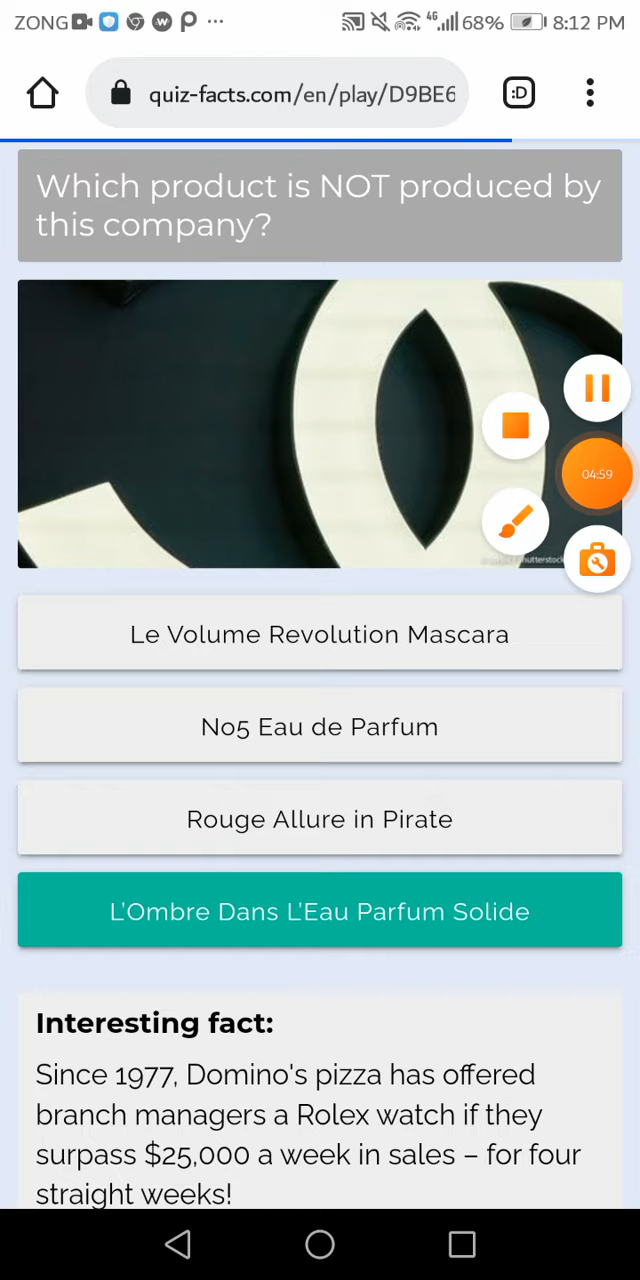 ZONG 4G 68% 8:12 PM
quiz-facts.com/en/play/D9BE6
:D
Which product is NOT produced by
this company?
04:59
Le Volume Revolution Mascara
No5 Eau de Parfum
Rouge Allure in Pirate
L'Ombre Dans L'Eau Parfum Solide
Interesting fact:
Since 1977, Domino's pizza has offered
branch managers a Rolex watch if they
surpass $25,000 a week in sales – for four
straight weeks!